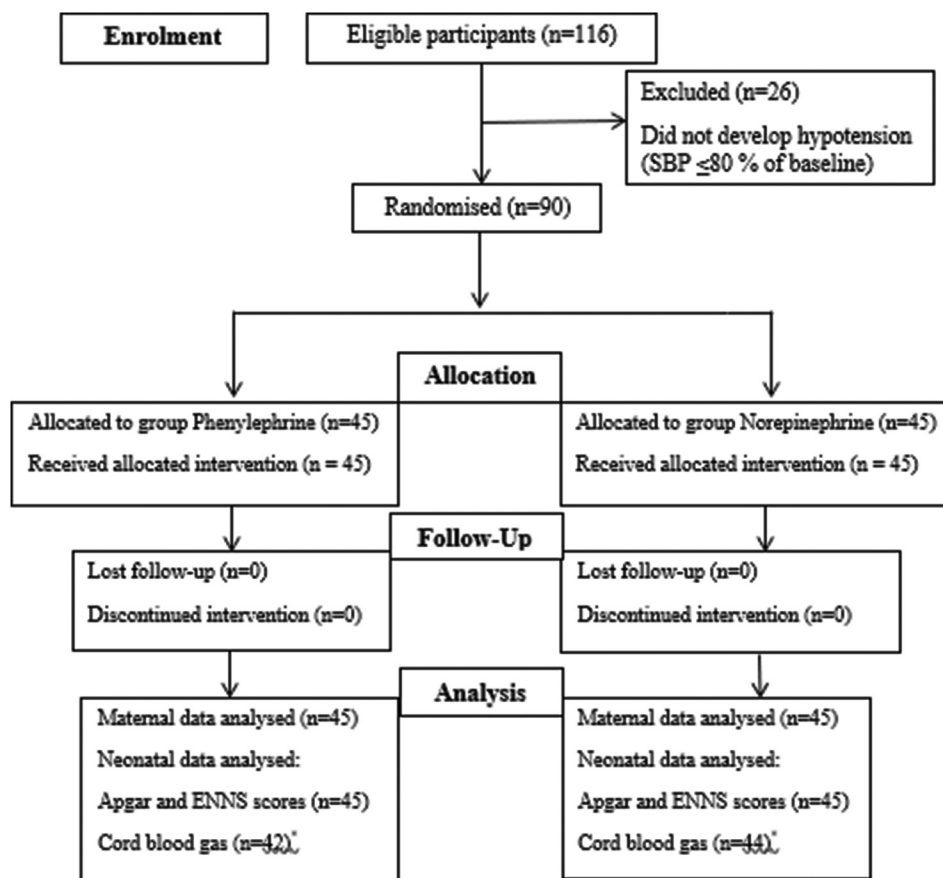 Enrolment
Eligible participants (n=116)
Excluded (n=26)
Did not develop hypotension
(SBP ≤80 % of baseline)
Randomised (n=90)
Allocation
Allocated to group Phenylephrine (n=45)
Received allocated intervention (n = 45)
Allocated to group Norepinephrine (n=45)
Received allocated intervention (n = 45)
Follow-Up
Lost follow-up (n=0)
Discontinued intervention (n=0)
Lost follow-up (n=0)
Discontinued intervention (n=0)
Analysis
Maternal data analysed (n=45)
Neonatal data analysed:
Apgar and ENNS scores (n=45)
Cord blood gas (n=42)*
Maternal data analysed (n=45)
Neonatal data analysed:
Apgar and ENNS scores (n=45)
Cord blood gas (n=44)*